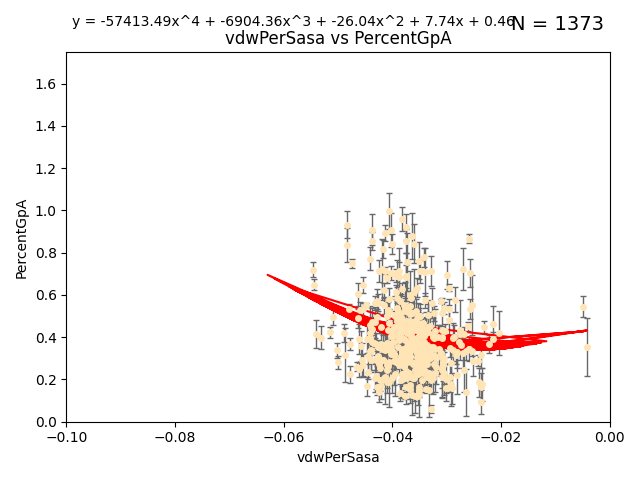 y = -57413.49x^4 + -6904.36x^3 + -26.04x^2 + 7.74x + 0.46
N = 1373
vdwPerSasa vs PercentGpA
1.6
1.4
1.2
1.0
0.8
0.6
0.4
0.2
0.0
PercentGpA
−0.10 −0.08 −0.06 −0.04 −0.02 0.00
vdwPerSasa